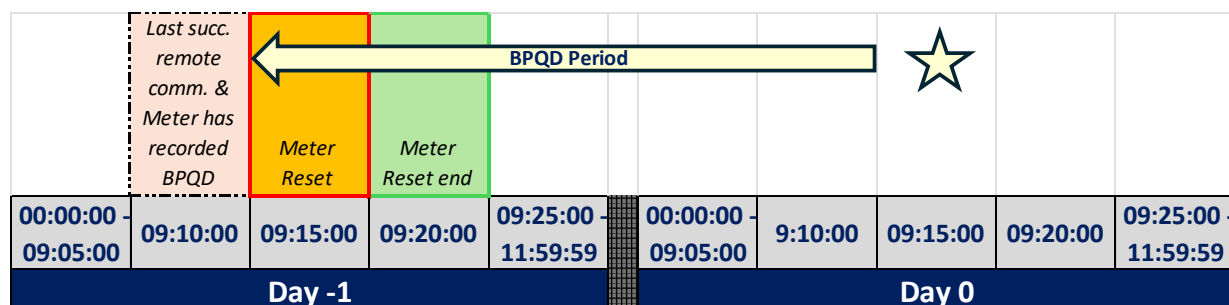 Last succ.
remote
comm. &
Meter has
recorded
BPQD
BPQD Period
Meter
Reset
Meter
Reset end
00:00:00 -
09:05:00
09:10:00
09:15:00
09:20:00
09:25:00 -
11:59:59
00:00:00 -
09:05:00
9:10:00
09:15:00
09:20:00
09:25:00 -
11:59:59
Day -1
Day 0